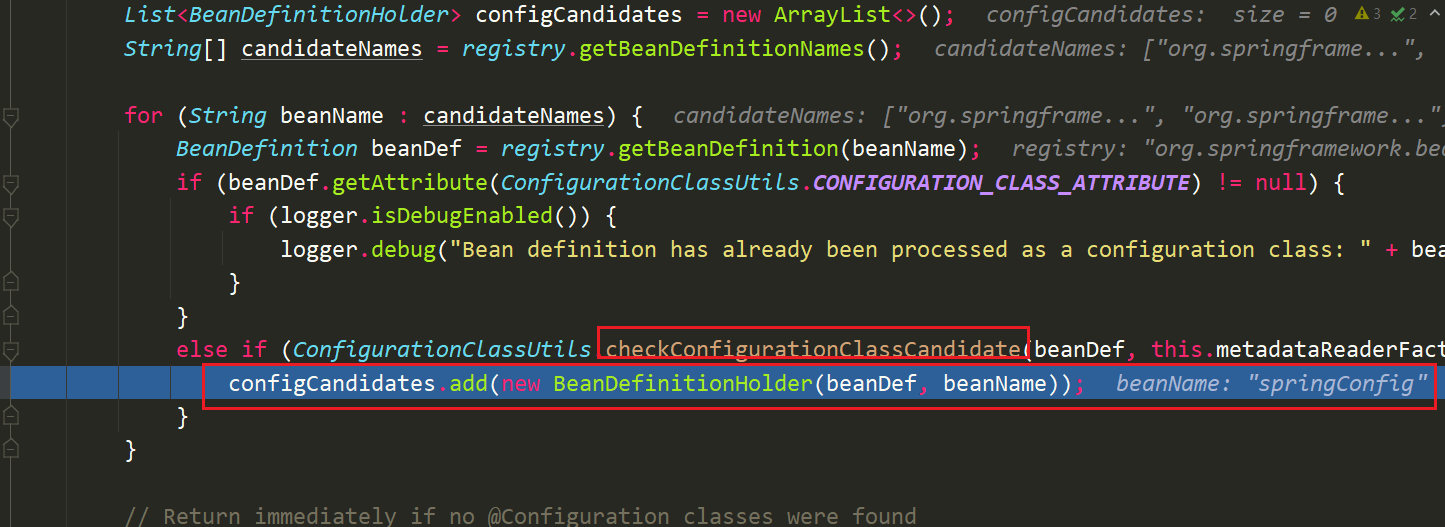 List<BeanDefinitionHolder> configCandidates = new ArrayList<>(); configCandidates: size = 0 3 2
String[] candidateNames = registry.getBeanDefinitionNames(); candidateNames: ["org.springframe...",
for (String beanName : candidateNames) { candidateNames: ["org.springframe...", "org.springframe..."
BeanDefinition beanDef = registry.getBeanDefinition(beanName); registry: "org.springframework.bea
if (beanDef.getAttribute(ConfigurationClassUtils.CONFIGURATION_CLASS_ATTRIBUTE) != null) {
if (logger.isDebugEnabled()) {
logger.debug("Bean definition has already been processed as a configuration class: " + bea
}
}
else if (ConfigurationClassUtils.checkConfigurationClassCandidate(beanDef, this.metadataReaderFact
configCandidates.add(new BeanDefinitionHolder(beanDef, beanName)); beanName: "springConfig"
}
}
// Return immediately if no @Configuration classes were found